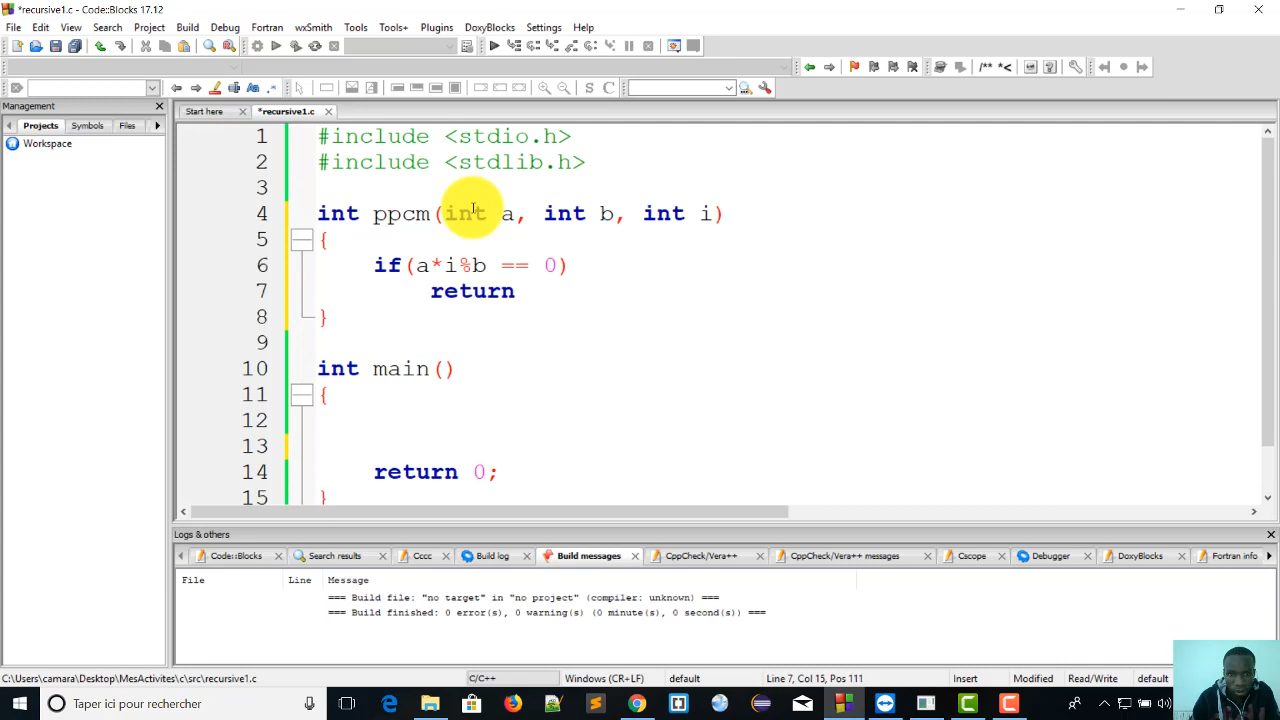 *recursive1.c - Code::Blocks 17.12
File Edit View Search Project Build Debug Fortran wxSmith Tools Tools+ Plugins DoxyBlocks Settings Help
/** *<
S C
Management
Projects Symbols Files
Workspace
Start here *recursive1.c
1 #include <stdio.h>
2 #include <stdlib.h>
3
4 int ppcm(int a, int b, int i)
5 {
6 if(a*i%b == 0)
7 return
8 }
9
10 int main()
11 {
12
13
14 return 0;
15 }
Logs & others
Code::Blocks Search results Cccc Build log Build messages CppCheck/Vera++ CppCheck/Vera++ messages Cscope Debugger DoxyBlocks Fortran info
File Line Message
=== Build file: "no target" in "no project" (compiler: unknown) ===
=== Build finished: 0 error(s), 0 warning(s) (0 minute(s), 0 second(s)) ===
C:\Users\camara\Desktop\MesActivites\c\src\recursive1.c C/C++ Windows (CR+LF) default Line 7, Col 15, Pos 111 Insert Modified Read/Write default
Taper ici pour rechercher